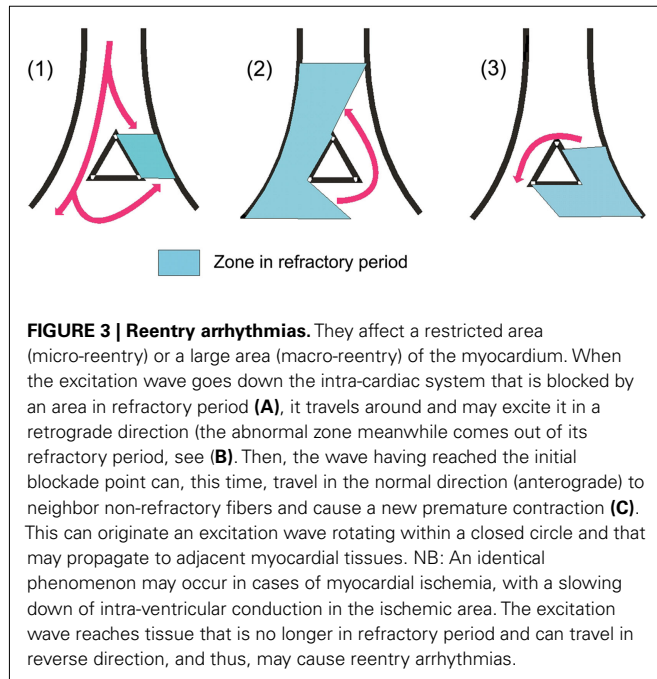 (1)
(2)
(3)
Zone in refractory period
FIGURE 3 | Reentry arrhythmias. They affect a restricted area
(micro-reentry) or a large area (macro-reentry) of the myocardium. When
the excitation wave goes down the intra-cardiac system that is blocked by
an area in refractory period (A), it travels around and may excite it in a
retrograde direction (the abnormal zone meanwhile comes out of its
refractory period, see (B). Then, the wave having reached the initial
blockade point can, this time, travel in the normal direction (anterograde) to
neighbor non-refractory fibers and cause a new premature contraction (C).
This can originate an excitation wave rotating within a closed circle and that
may propagate to adjacent myocardial tissues. NB: An identical
phenomenon may occur in cases of myocardial ischemia, with a slowing
down of intra-ventricular conduction in the ischemic area. The excitation
wave reaches tissue that is no longer in refractory period and can travel in
reverse direction, and thus, may cause reentry arrhythmias.